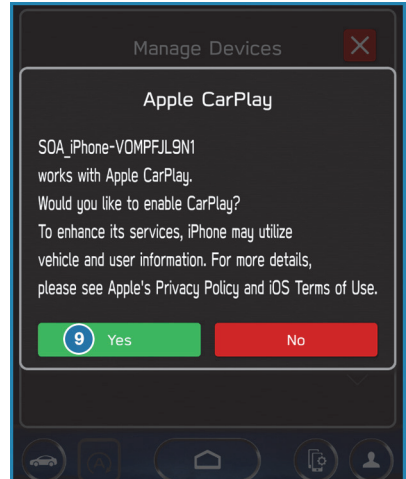 Manage Devices
Apple CarPlay
SOA_iPhone-VOMPFJL9N1
works with Apple CarPlay.
Would you like to enable CarPlay?
To enhance its services, iPhone may utilize
vehicle and user information. For more details,
please see Apple's Privacy Policy and iOS Terms of Use.
9 Yes No
(A)